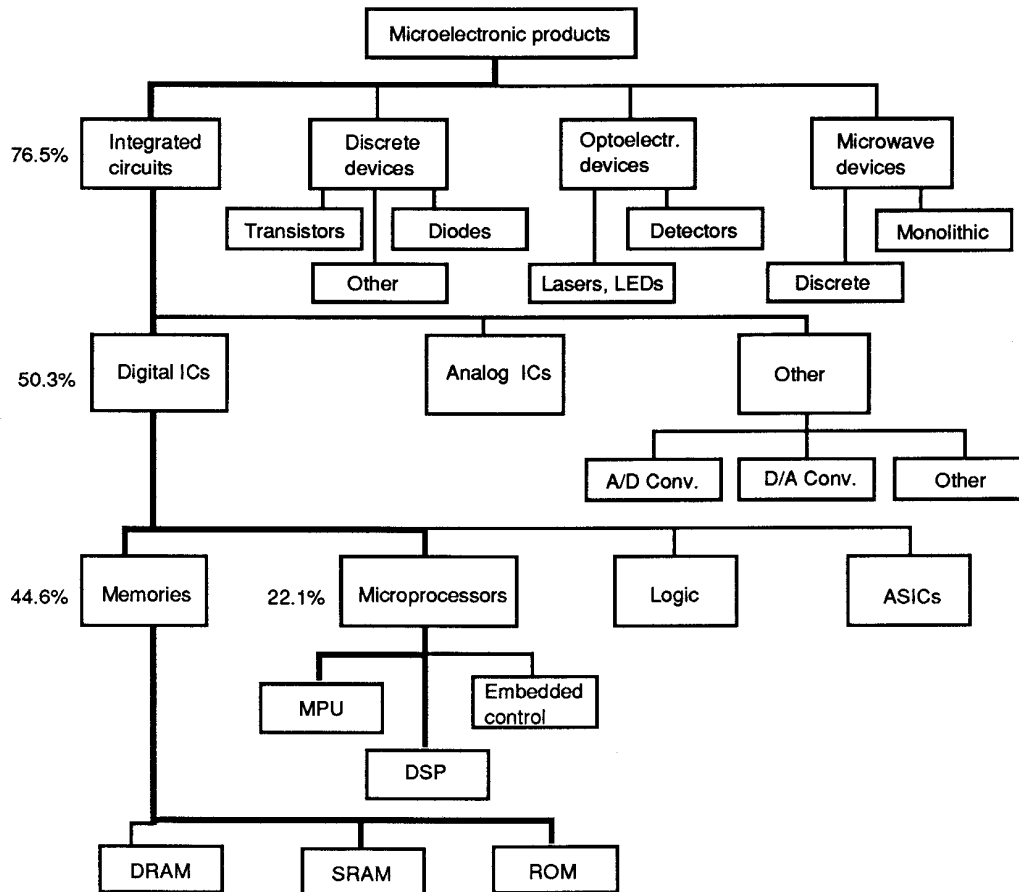 Microelectronic products
76.5%
Integrated
circuits
Discrete
devices
Optoelectr.
devices
Microwave
devices
Transistors
Diodes
Detectors
Monolithic
Other
Lasers, LEDs
Discrete
50.3%
Digital ICs
Analog ICs
Other
A/D Conv.
D/A Conv.
Other
44.6%
Memories
22.1%
Microprocessors
Logic
ASICs
MPU
Embedded
control
DSP
DRAM
SRAM
ROM